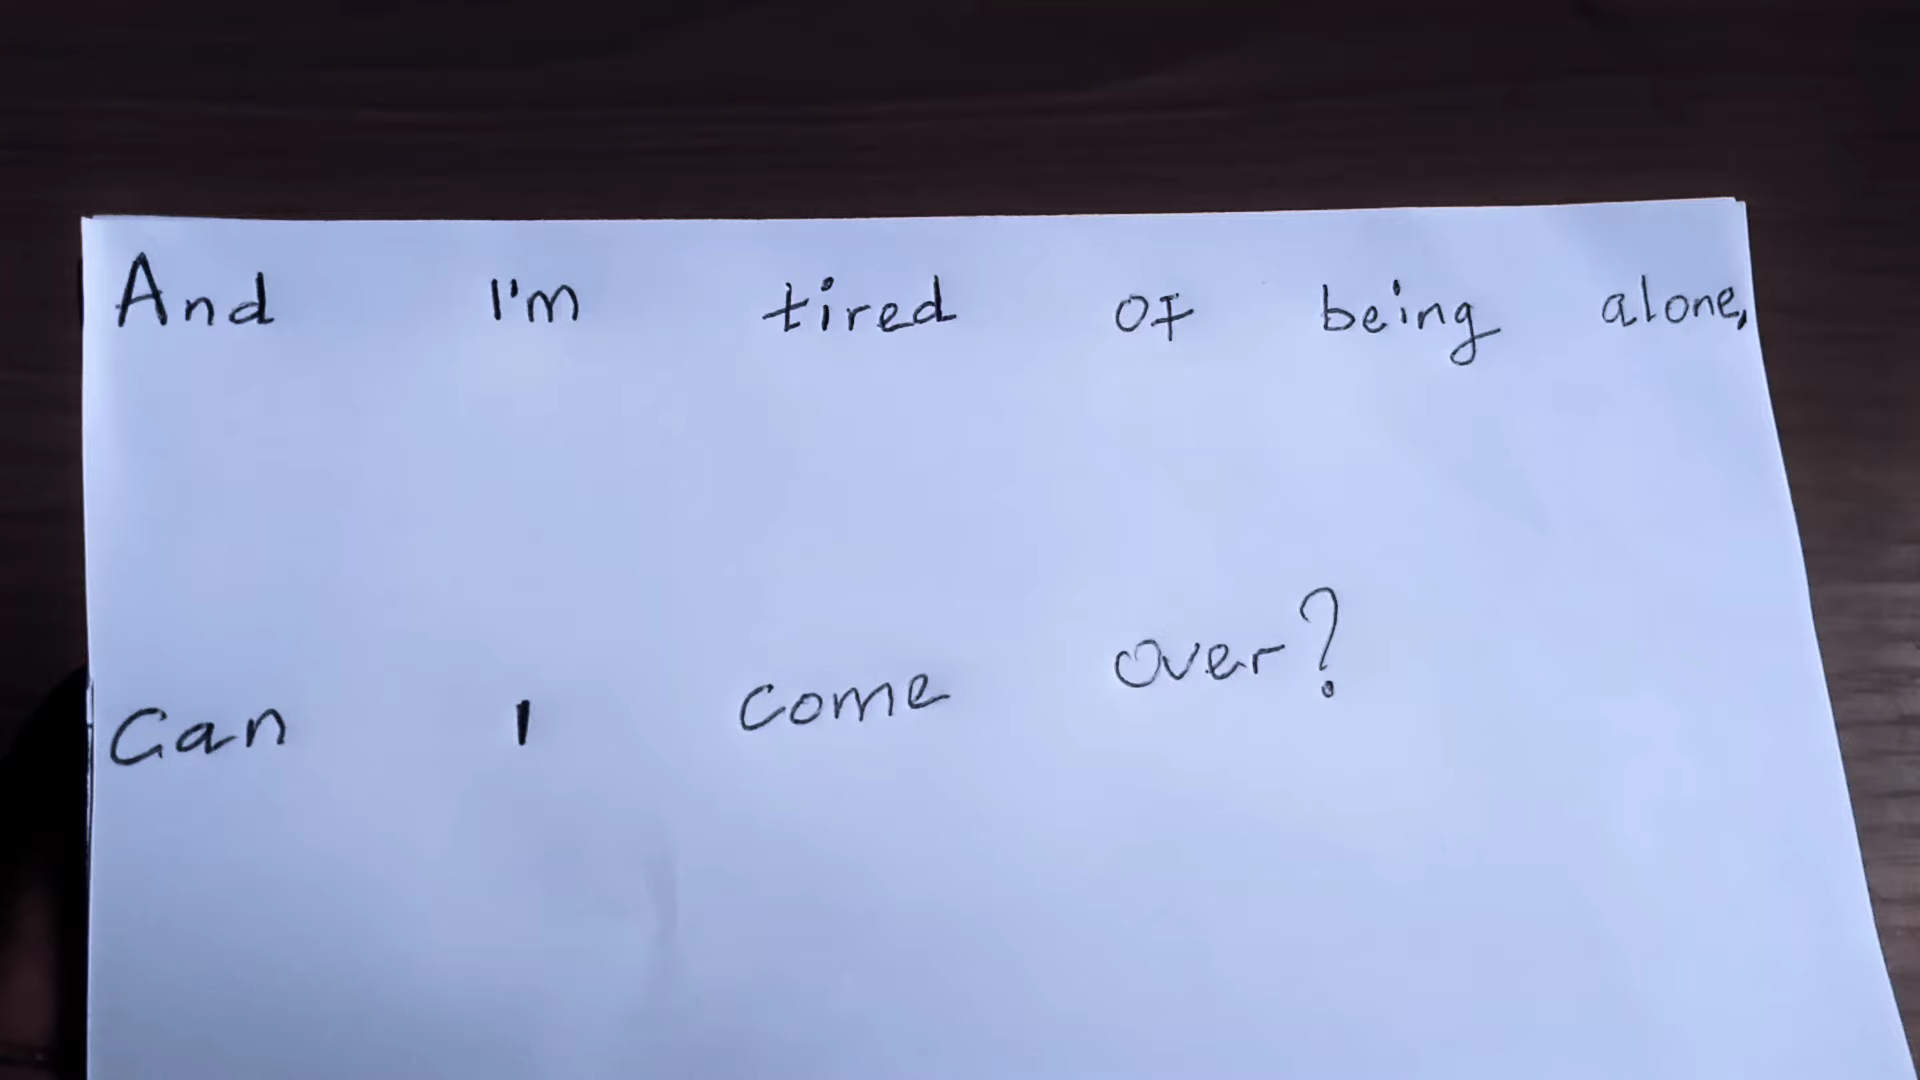 And I'm tired of being alone,
Can I come over?